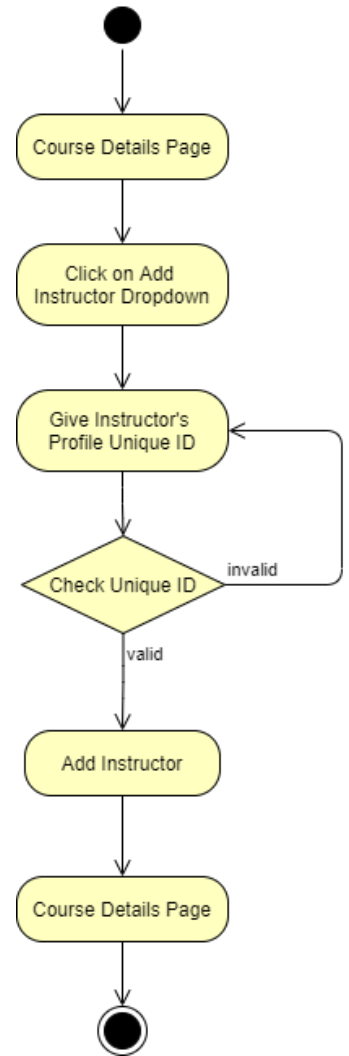 Course Details Page
Click on Add
Instructor Dropdown
Give Instructor's
Profile Unique ID
Check Unique ID
invalid
valid
Add Instructor
Course Details Page